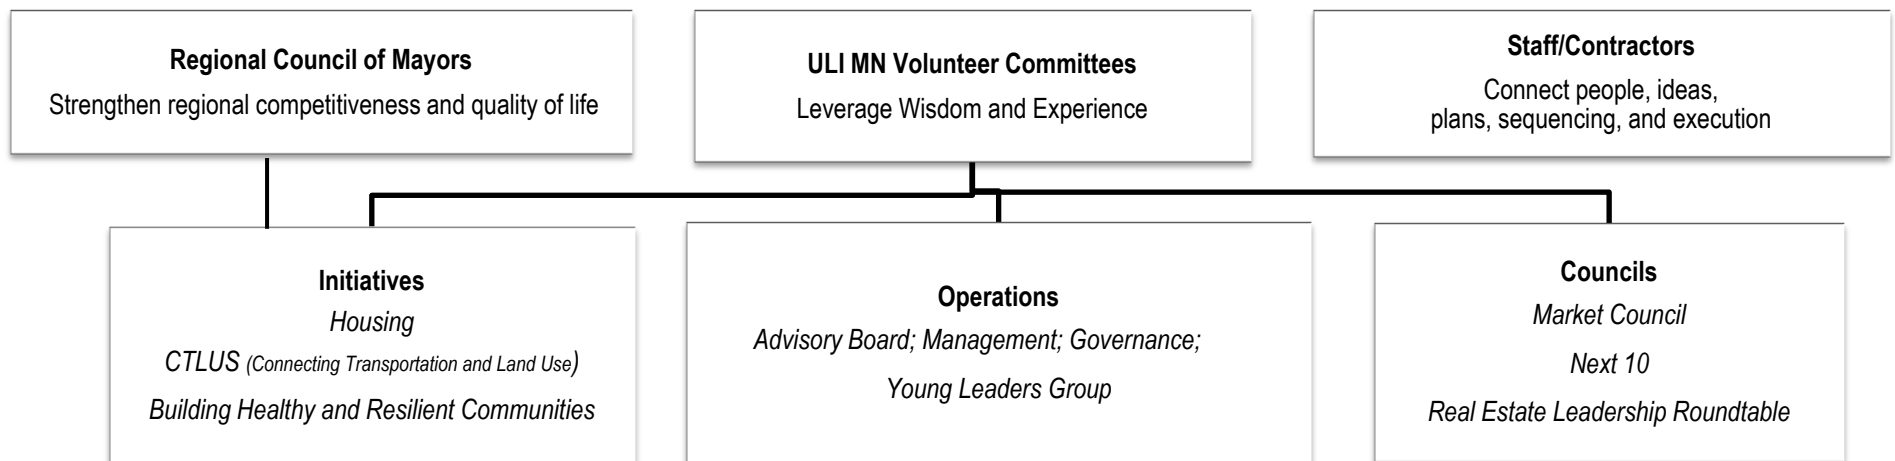 Regional Council of Mayors
Strengthen regional competitiveness and quality of life
ULI MN Volunteer Committees
Leverage Wisdom and Experience
Staff/Contractors
Connect people, ideas,
plans, sequencing, and execution
Initiatives
Housing
CTLUS (Connecting Transportation and Land Use)
Building Healthy and Resilient Communities
Operations
Advisory Board; Management; Governance;
Young Leaders Group
Councils
Market Council
Next 10
Real Estate Leadership Roundtable